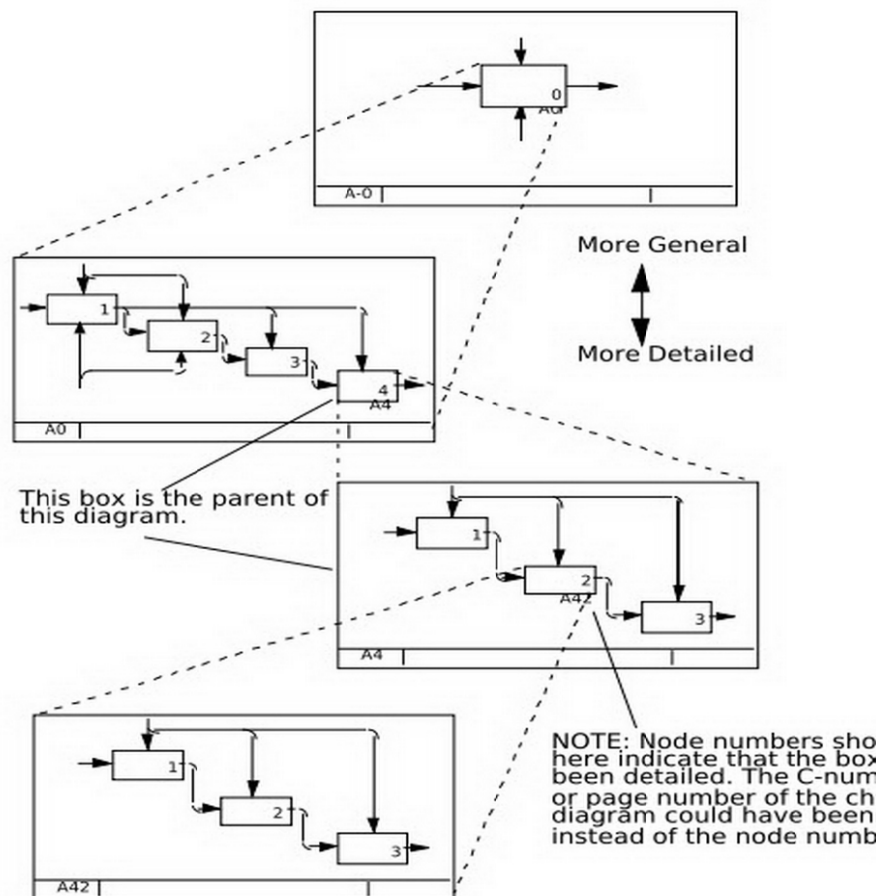 0
A0
A-0
More General
More Detailed
1
2
3
4
A4
A0
This box is the parent of
this diagram.
1
2
A42
3
A4
NOTE: Node numbers sho
here indicate that the box
been detailed. The C-num
or page number of the ch
diagram could have been
instead of the node numb
1
2
3
A42